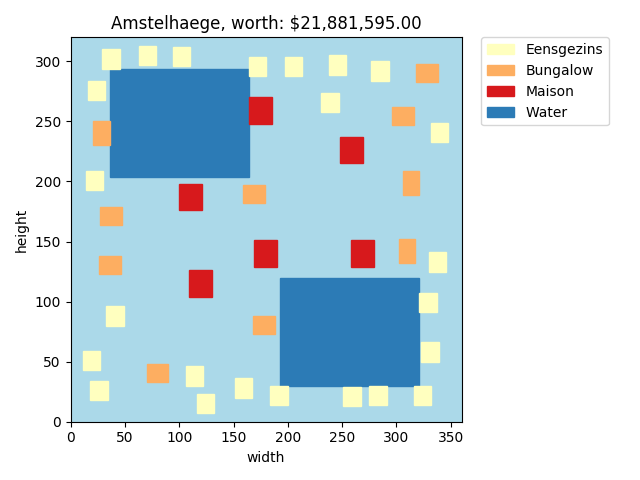 Amstelhaege, worth: $21,881,595.00
Eensgezins
Bungalow
Maison
Water
height
300
250
200
150
100
50
0
0 50 100 150 200 250 300 350
width